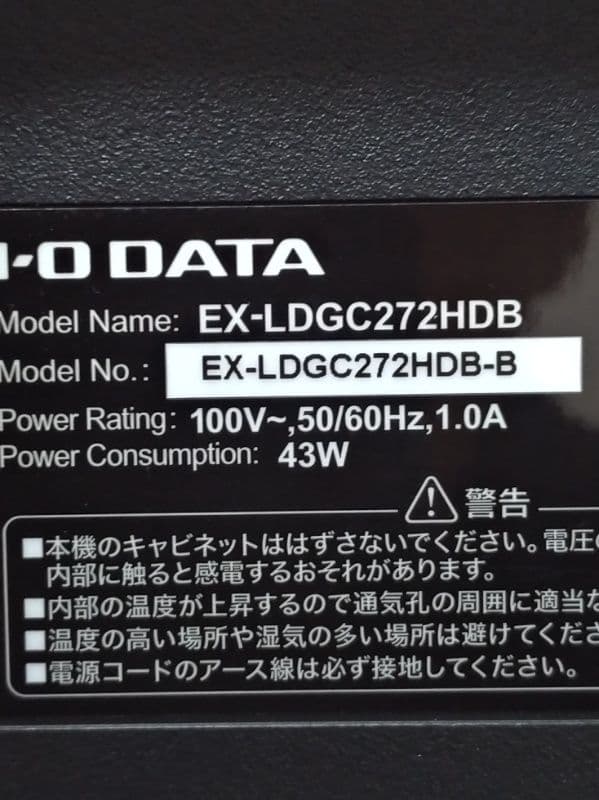 I-O DATA
Model Name: EX-LDGC272HDB
Model No.: EX-LDGC272HDB-B
Power Rating: 100V~,50/60Hz,1.0A
Power Consumption: 43W
警告
■本機のキャビネットははずさないでください。電圧の
内部に触ると感電するおそれがあります。
■内部の温度が上昇するので通気孔の周囲に適当な
■温度の高い場所や湿気の多い場所は避けてくださ
■電源コードのアース線は必ず接地してください。